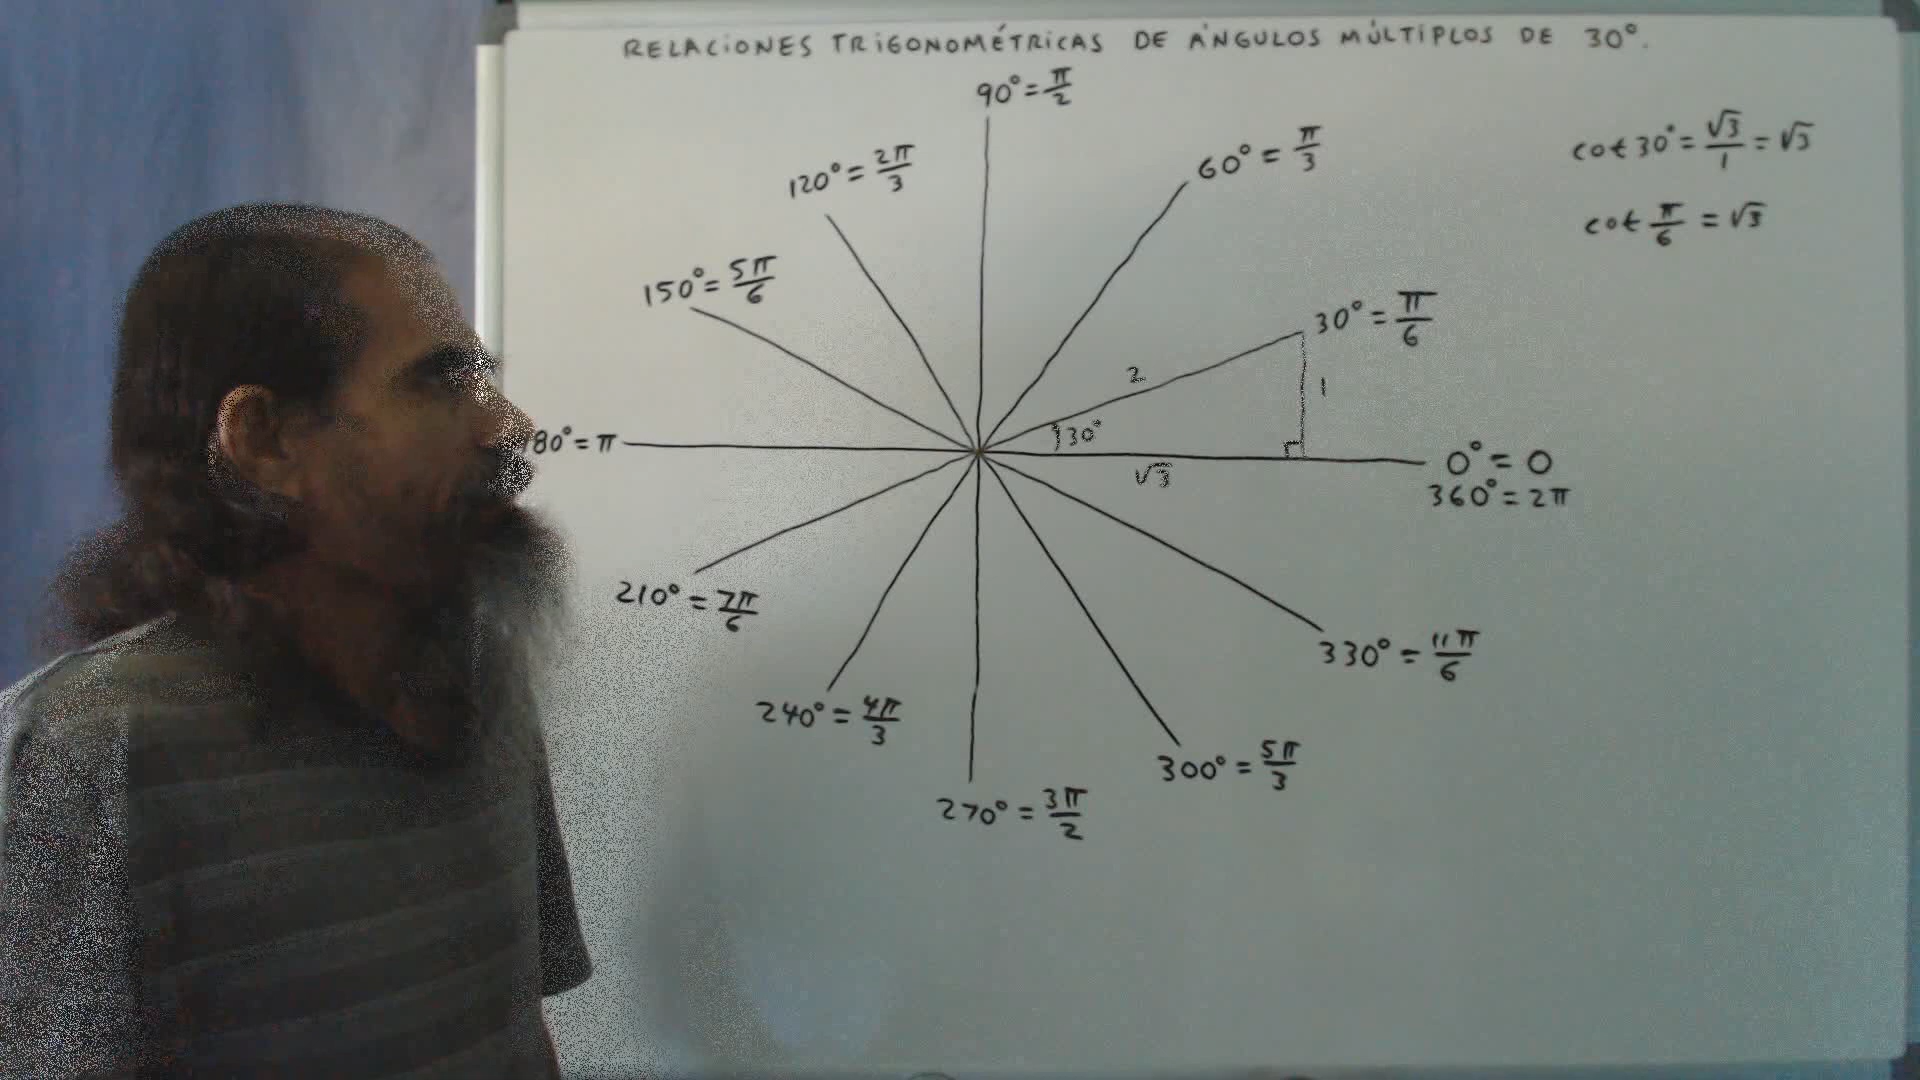 RELACIONES TRIGONOMÉTRICAS DE ÁNGULOS MÚLTIPLOS DE 30°.
90° = π/2
120° = 2π/3
60° = π/3
cot 30° = √3/1 = √3
cot π/6 = √3
150° = 5π/6
30° = π/6
2
1
30°
√3
80° = π
0° = 0
360° = 2π
210° = 7π/6
330° = 11π/6
240° = 4π/3
300° = 5π/3
270° = 3π/2